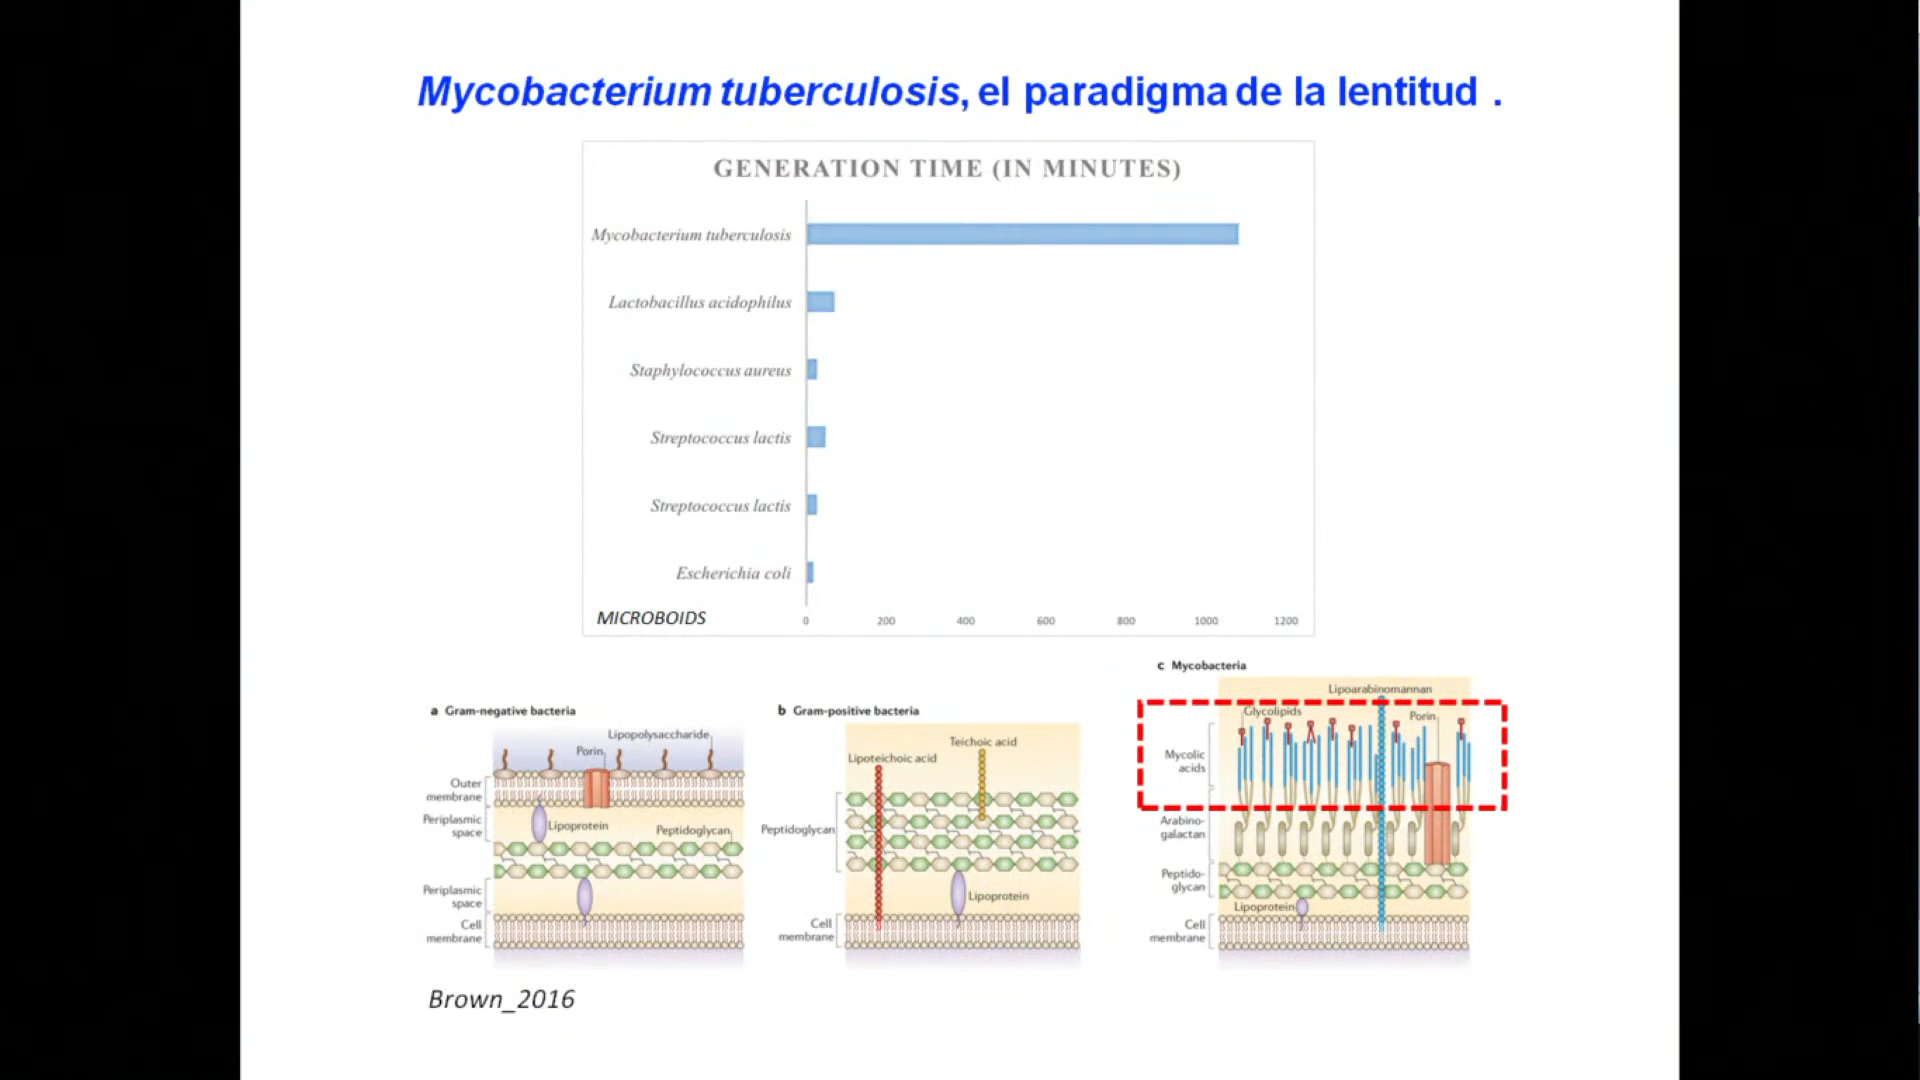 Mycobacterium tuberculosis, el paradigma de la lentitud .
GENERATION TIME (IN MINUTES)
Mycobacterium tuberculosis
Lactobacillus acidophilus
Staphylococcus aureus
Streptococcus lactis
Streptococcus lactis
Escherichia coli
MICROBOIDS
0 200 400 600 800 1000 1200
a Gram-negative bacteria
Lipopolysaccharide
Porin
Outer
membrane
Periplasmic
space
Lipoprotein
Peptidoglycan
Periplasmic
space
Cell
membrane
b Gram-positive bacteria
Teichoic acid
Lipoteichoic acid
Peptidoglycan
Lipoprotein
Cell
membrane
c Mycobacteria
Lipoarabinomannan
Glycolipids
Porin
Mycolic
acids
Arabino-
galactan
Peptido-
glycan
Lipoprotein
Cell
membrane
Brown_2016